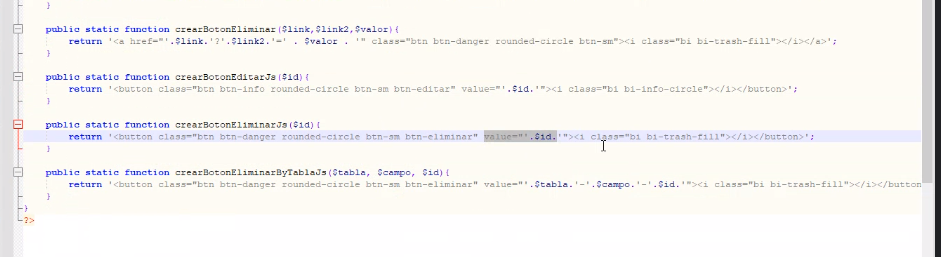 }
public static function crearBotonEliminar($link,$link2,$valor){
return '<a href="'.$link.'?'.$link2.'=' . $valor . '" class="btn btn-danger rounded-circle btn-sm"><i class="bi bi-trash-fill"></i></a>';
}
public static function crearBotonEditarJs($id){
return '<button class="btn btn-info rounded-circle btn-sm btn-editar" value="'.$id.'"><i class="bi bi-info-circle"></i></button>';
}
public static function crearBotonEliminarJs($id){
return '<button class="btn btn-danger rounded-circle btn-sm btn-eliminar" value="'.$id.'"><i class="bi bi-trash-fill"></i></button>';
}
public static function crearBotonEliminarByTablaJs($tabla, $campo, $id){
return '<button class="btn btn-danger rounded-circle btn-sm btn-eliminar" value="'.$tabla.'-'.$campo.'-'.$id.'"><i class="bi bi-trash-fill"></i></button
}
}
?>